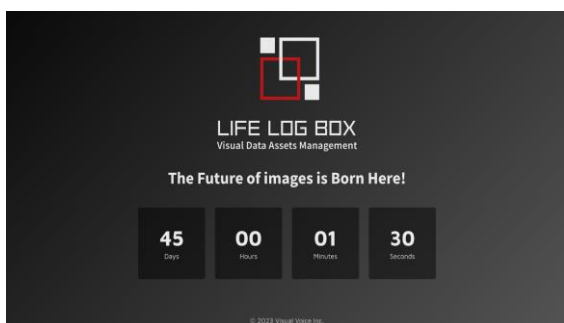 LIFE LOG BOX
Visual Data Assets Management
The Future of images is Born Here!
45 00 01 30
Days Hours Minutes Seconds
© 2023 Visual Voice Inc.